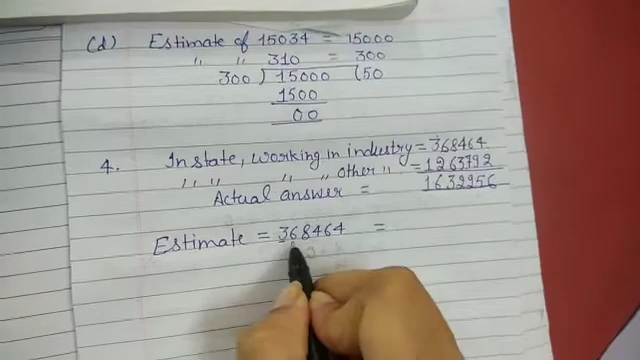 (d) Estimate of 15034 = 15000
" " 310 = 300
300 ) 15000 (50
1500
00
4. In state, working in industry = 368464
" " " " other " = 1263792
Actual answer = 1632256
Estimate = 368464 =